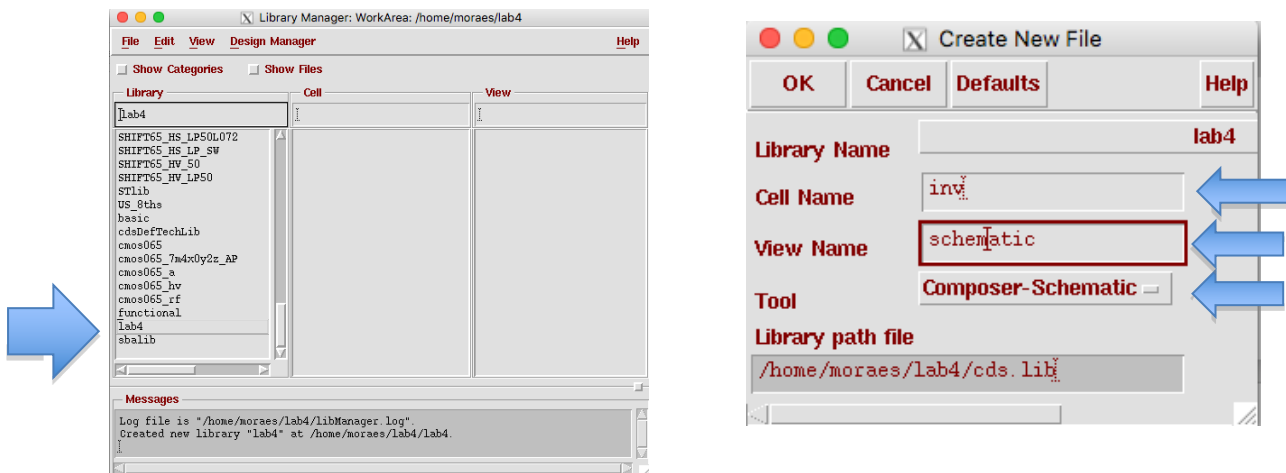 Library Manager: WorkArea: /home/moraes/lab4
File Edit View Design Manager Help
Show Categories Show Files
Library Cell View
lab4
SHIFT65_HS_LP50L072
SHIFT65_HS_LP_SW
SHIFT65_HV_50
SHIFT65_HV_LP50
STlib
US_8ths
basic
cdsDefTechLib
cmos065
cmos065_7m4x0y2z_AP
cmos065_a
cmos065_hv
cmos065_rf
functional
lab4
sbalib
Messages
Log file is "/home/moraes/lab4/libManager.log".
Created new library "lab4" at /home/moraes/lab4/lab4.
Create New File
OK Cancel Defaults Help
Library Name lab4
Cell Name inv
View Name schematic
Tool Composer-Schematic
Library path file
/home/moraes/lab4/cds.lib